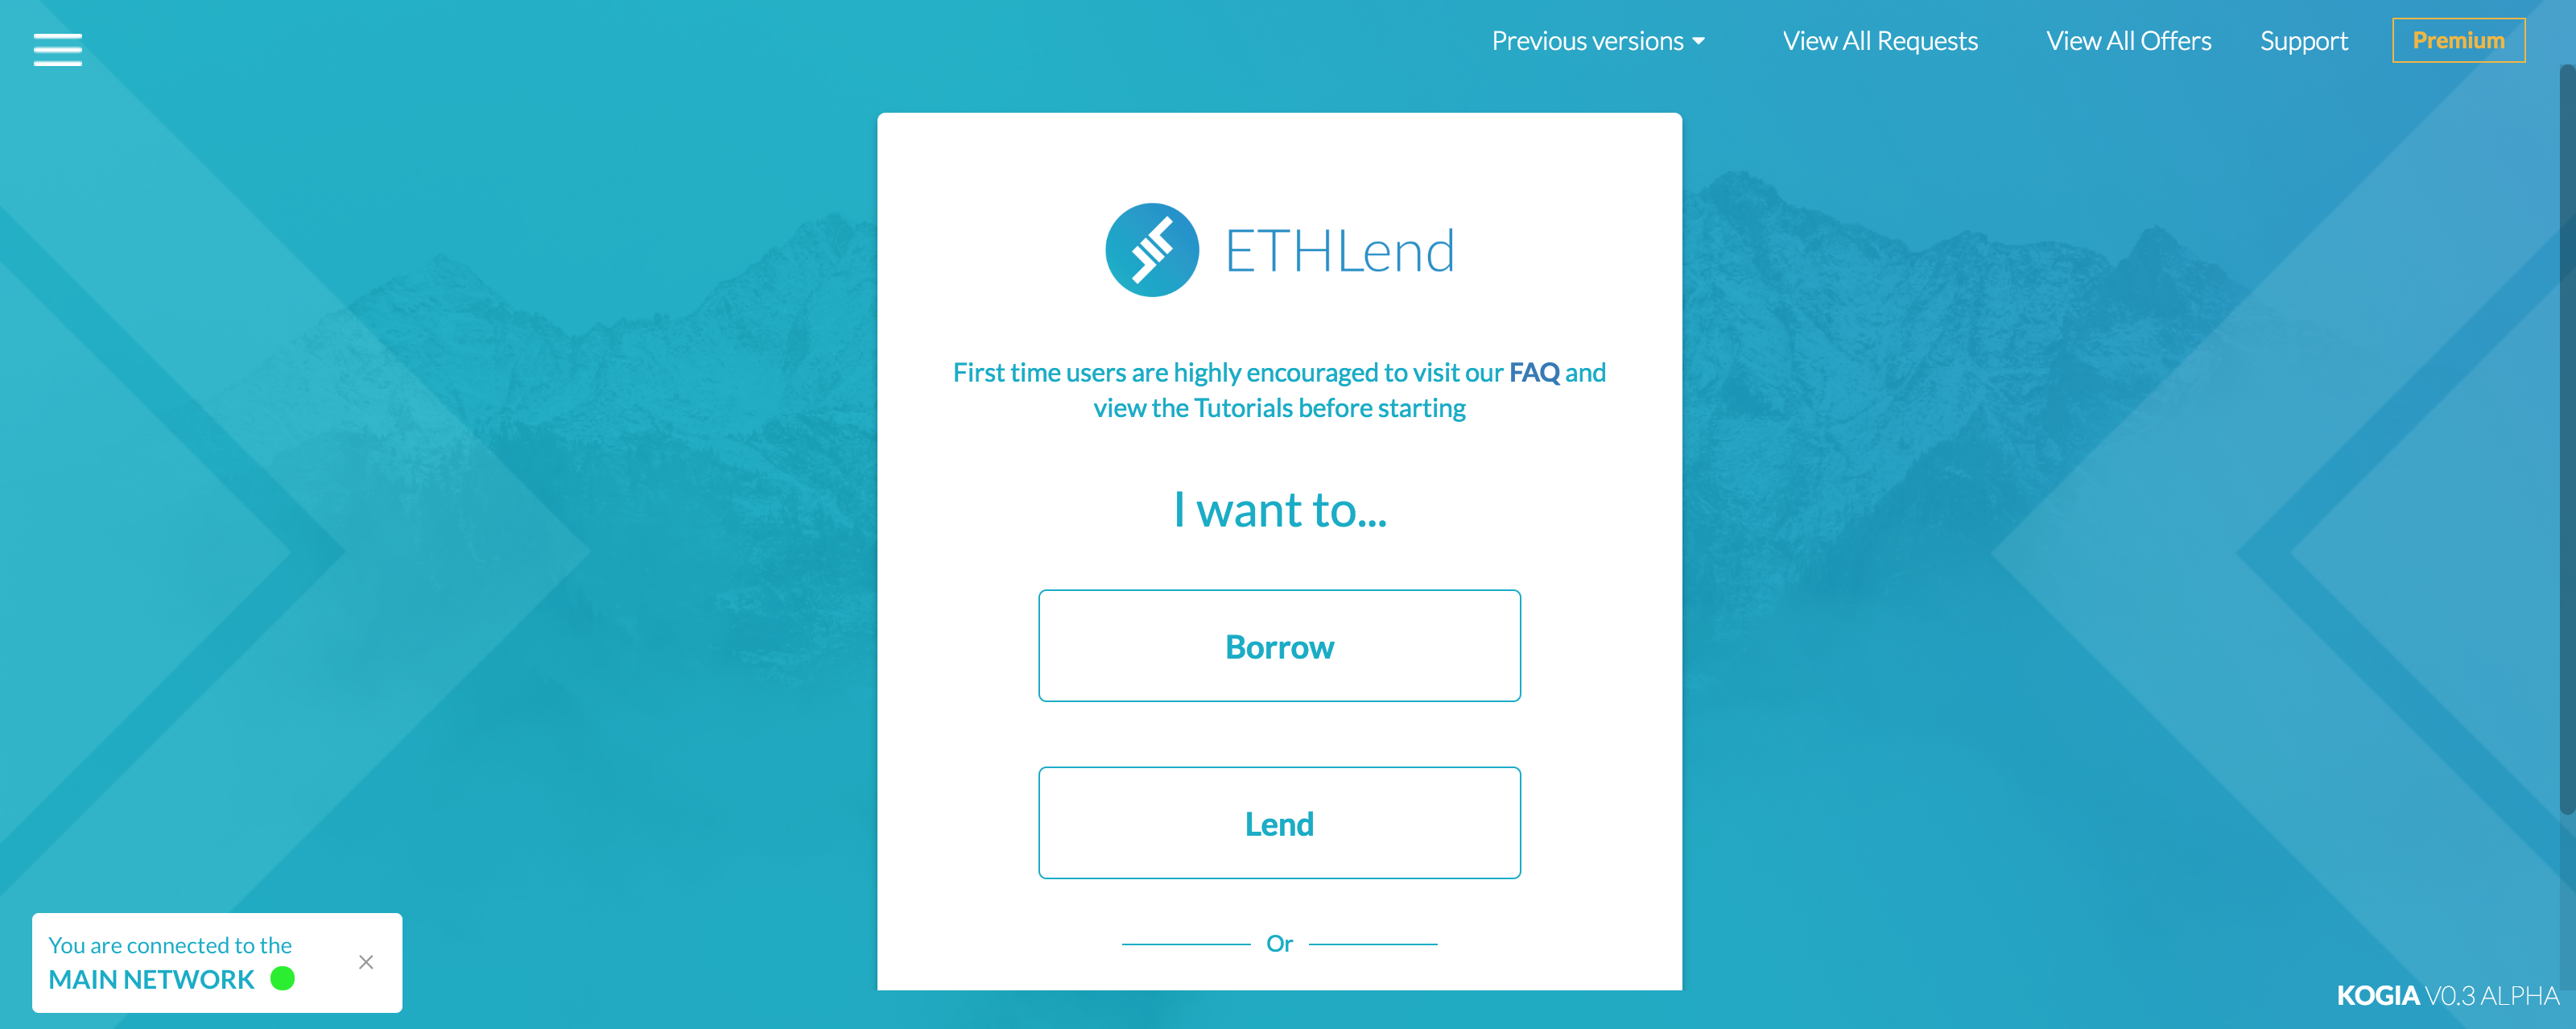 Previous versions
View All Requests
View All Offers
Support
Premium
ETHLend
First time users are highly encouraged to visit our FAQ and
view the Tutorials before starting
I want to...
Borrow
Lend
Or
You are connected to the
MAIN NETWORK
KOGIA V0.3 ALPHA